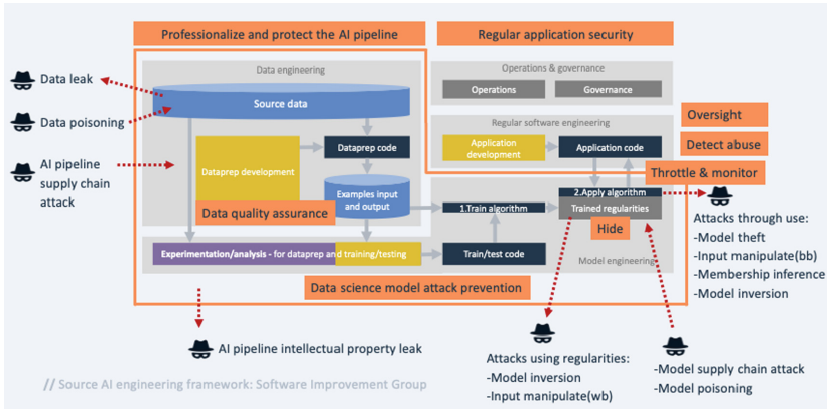 Professionalize and protect the AI pipeline
Regular application security
Data engineering
Operations & governance
Data leak
Source data
Operations
Governance
Data poisoning
Regular software engineering
Oversight
AI pipeline
supply chain
attack
Dataprep development
Dataprep code
Application
development
Application code
Detect abuse
Throttle & monitor
Examples input
and output
2.Apply algorithm
Data quality assurance
1.Train algorithm
Trained regularities
Hide
Attacks through use:
-Model theft
-Input manipulate(bb)
-Membership inference
-Model inversion
Experimentation/analysis - for dataprep and training/testing
Train/test code
Model engineering
Data science model attack prevention
AI pipeline intellectual property leak
Attacks using regularities:
-Model inversion
-Input manipulate(wb)
-Model supply chain attack
-Model poisoning
// Source AI engineering framework: Software Improvement Group